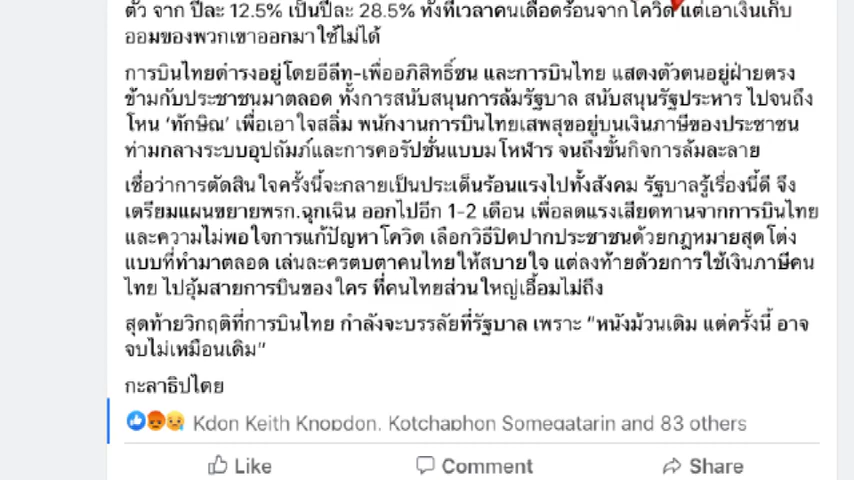 ตัว จาก ปีละ 12.5% เป็นปีละ 28.5% ทั้งที่เวลาคนเดือดร้อนจากโควิด แต่เอาเงินเก็บ
ออมของพวกเขาออกมาใช้ไม่ได้
การบินไทยดำรงอยู่โดยอีลีท-เพื่ออภิสิทธิ์ชน และการบินไทย แสดงตัวตนอยู่ฝ่ายตรง
ข้ามกับประชาชนมาตลอด ทั้งการสนับสนุนการล้มรัฐบาล สนับสนุนรัฐประหาร ไปจนถึง
โหน ‘ทักษิณ’ เพื่อเอาใจสลิ่ม พนักงานการบินไทยเสพสุขอยู่บนเงินภาษีของประชาชน
ท่ามกลางระบบอุปถัมภ์และการคอรัปชั่นแบบมโหฬาร จนถึงขั้นกิจการล้มละลาย
เชื่อว่าการตัดสินใจครั้งนี้จะกลายเป็นประเด็นร้อนแรงไปทั้งสังคม รัฐบาลรู้เรื่องนี้ดี จึง
เตรียมแผนขยายพรก.ฉุกเฉิน ออกไปอีก 1-2 เดือน เพื่อลดแรงเสียดทานจากการบินไทย
และความไม่พอใจการแก้ปัญหาโควิด เลือกวิธีปิดปากประชาชนด้วยกฎหมายสุดโต่ง
แบบที่ทำมาตลอด เล่นละครตบตาคนไทยให้สบายใจ แต่ลงท้ายด้วยการใช้เงินภาษีคน
ไทย ไปอุ้มสายการบินของใคร ที่คนไทยส่วนใหญ่เอื้อมไม่ถึง
สุดท้ายวิกฤติที่การบินไทย กำลังจะบรรลัยที่รัฐบาล เพราะ “หนังม้วนเดิม แต่ครั้งนี้ อาจ
จบไม่เหมือนเดิม”
กะลาธิปไตย
Kdon Keith Knopdon, Kotchaphon Somegatarin and 83 others
Like Comment Share